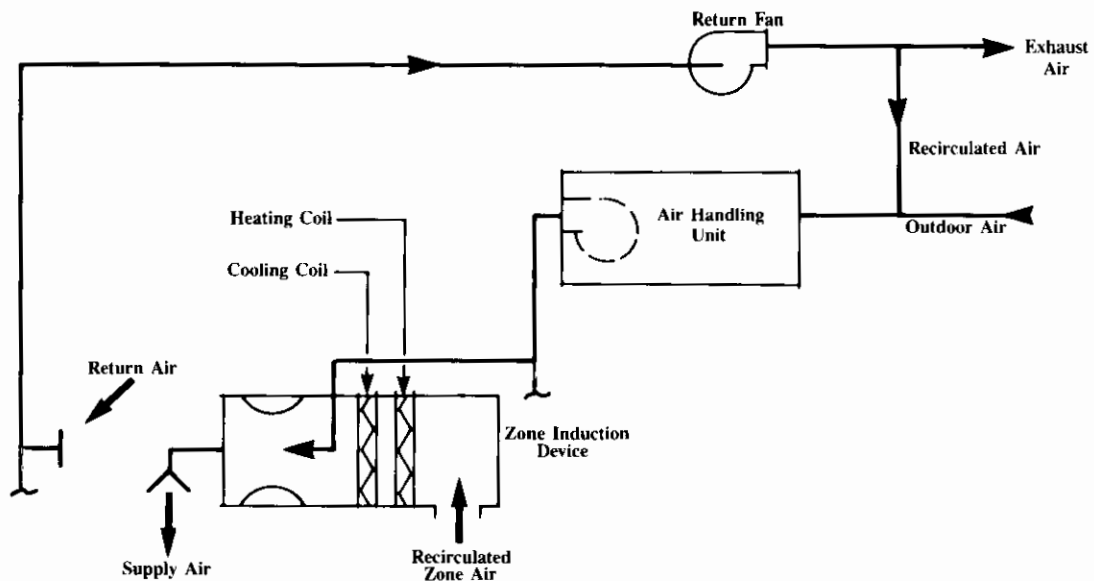 Return Fan
Exhaust
Air
Recirculated Air
Heating Coil
Air Handling
Unit
Outdoor Air
Cooling Coil
Return Air
Zone Induction
Device
Recirculated
Zone Air
Supply Air